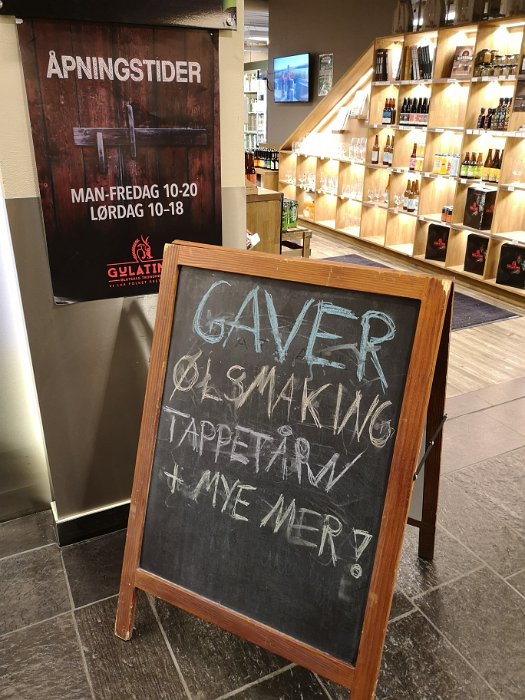 ÅPNINGSTIDER
MAN-FREDAG 10-20
LØRDAG 10-18
GULATING
GAVER
ØLSMAKING
TAPPETÅRN
+ MYE MER!